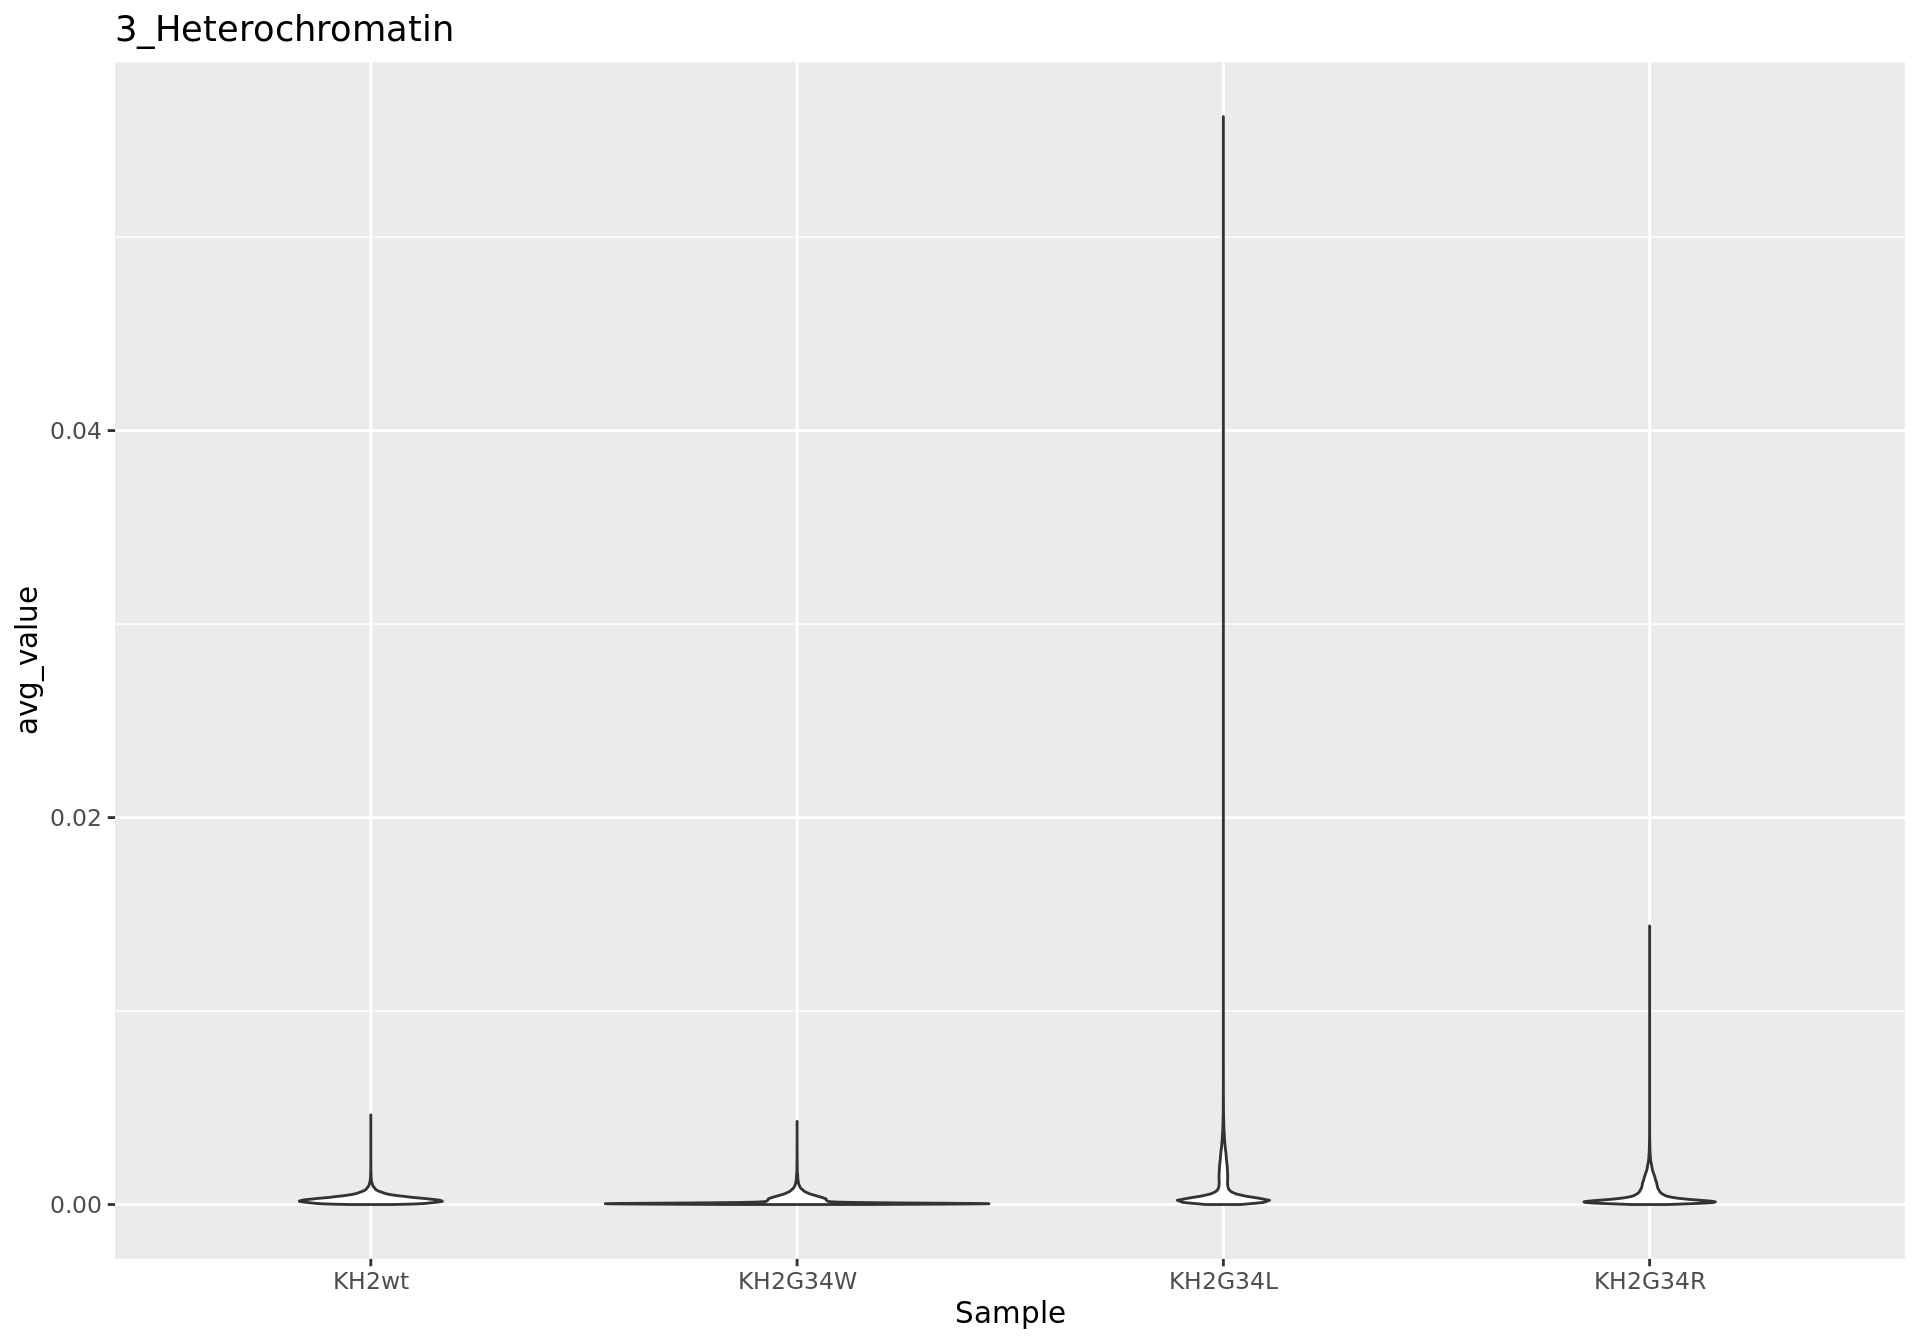 3_Heterochromatin
avg_value
0.04
0.02
0.00
KH2wt
KH2G34W
KH2G34L
KH2G34R
Sample